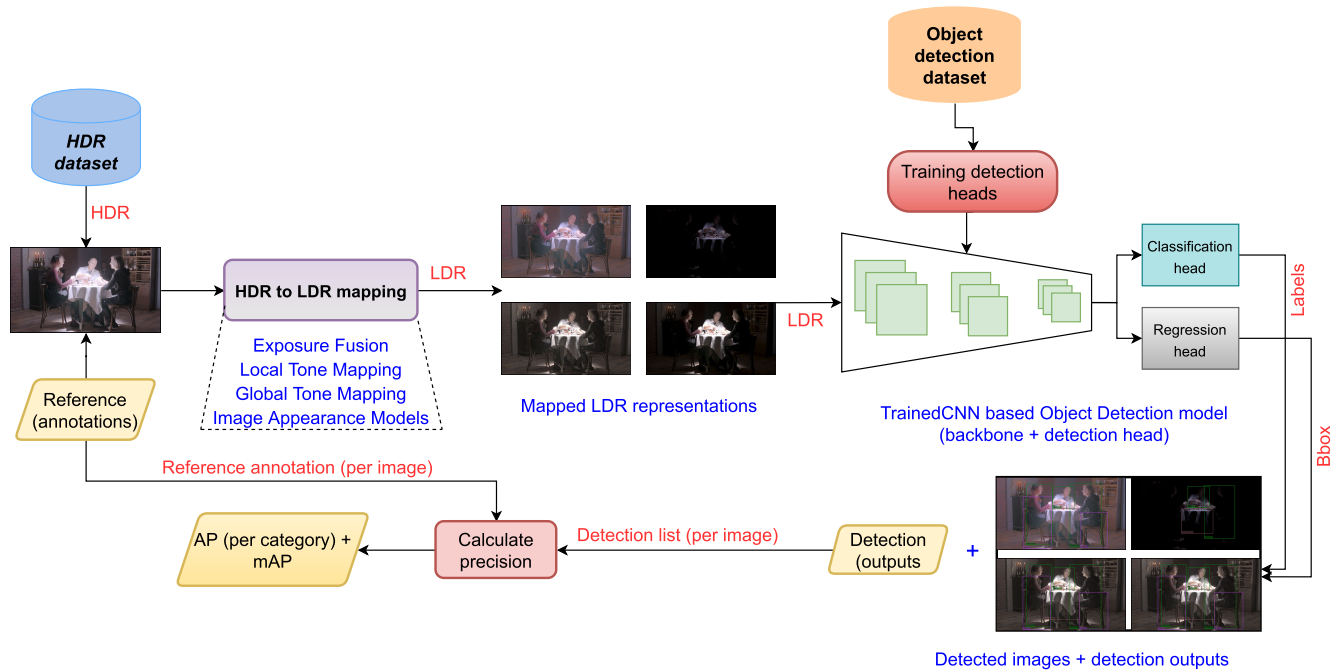 Object
detection
dataset
HDR
dataset
Training detection
heads
HDR
HDR to LDR mapping
LDR
LDR
Classification
head
Regression
head
Labels
Bbox
Exposure Fusion
Local Tone Mapping
Global Tone Mapping
Image Appearance Models
Reference
(annotations)
Mapped LDR representations
TrainedCNN based Object Detection model
(backbone + detection head)
Reference annotation (per image)
AP (per category) +
mAP
Calculate
precision
Detection list (per image)
Detection
(outputs
+
Detected images + detection outputs